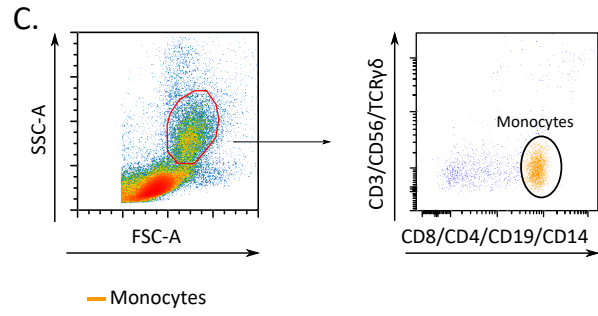 C.
SSC-A
FSC-A
CD3/CD56/TCRγδ
Monocytes
CD8/CD4/CD19/CD14
Monocytes